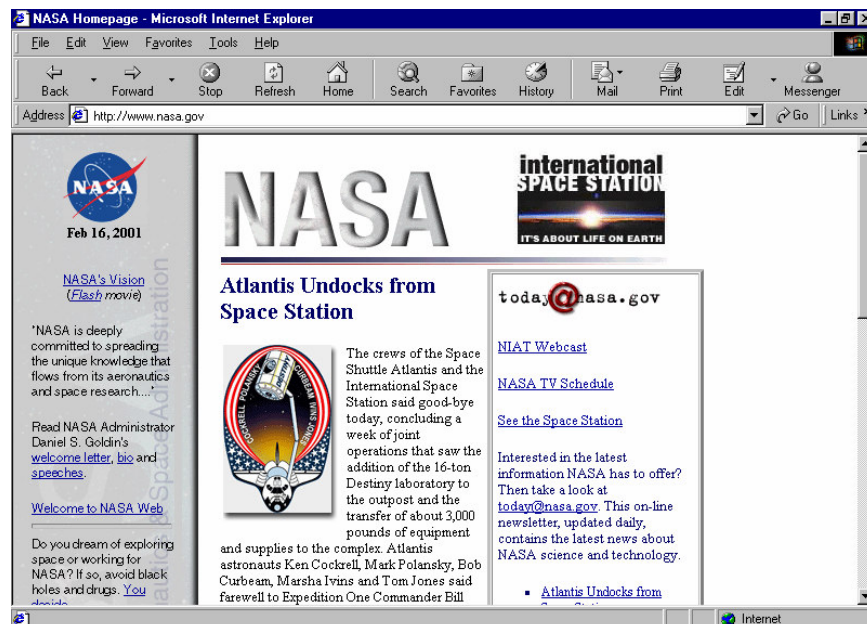 NASA Homepage - Microsoft Internet Explorer
File Edit View Favorites Tools Help
Back Forward Stop Refresh Home Search Favorites History Mail Print Edit Messenger
Address http://www.nasa.gov Go Links
NASA
Feb 16, 2001
NASA's Vision
(Flash movie)
"NASA is deeply
committed to spreading
the unique knowledge that
flows from its aeronautics
and space research...."
Read NASA Administrator
Daniel S. Goldin's
welcome letter, bio and
speeches.
Welcome to NASA Web
Do you dream of exploring
space or working for
NASA? If so, avoid black
holes and drugs. You
decide
nautics & Space Administration
NASA
international
SPACE STATION
IT'S ABOUT LIFE ON EARTH
Atlantis Undocks from
Space Station
COCKRELL POLANSKY CURBEAM IVINS JONES
DESTINY
The crews of the Space
Shuttle Atlantis and the
International Space
Station said good-bye
today, concluding a
week of joint
operations that saw the
addition of the 16-ton
Destiny laboratory to
the outpost and the
transfer of about 3,000
pounds of equipment
and supplies to the complex. Atlantis
astronauts Ken Cockrell, Mark Polansky, Bob
Curbeam, Marsha Ivins and Tom Jones said
farewell to Expedition One Commander Bill
today@nasa.gov
NIAT Webcast
NASA TV Schedule
See the Space Station
Interested in the latest
information NASA has to offer?
Then take a look at
today@nasa.gov. This on-line
newsletter, updated daily,
contains the latest news about
NASA science and technology.
Atlantis Undocks from
Space Station
Internet